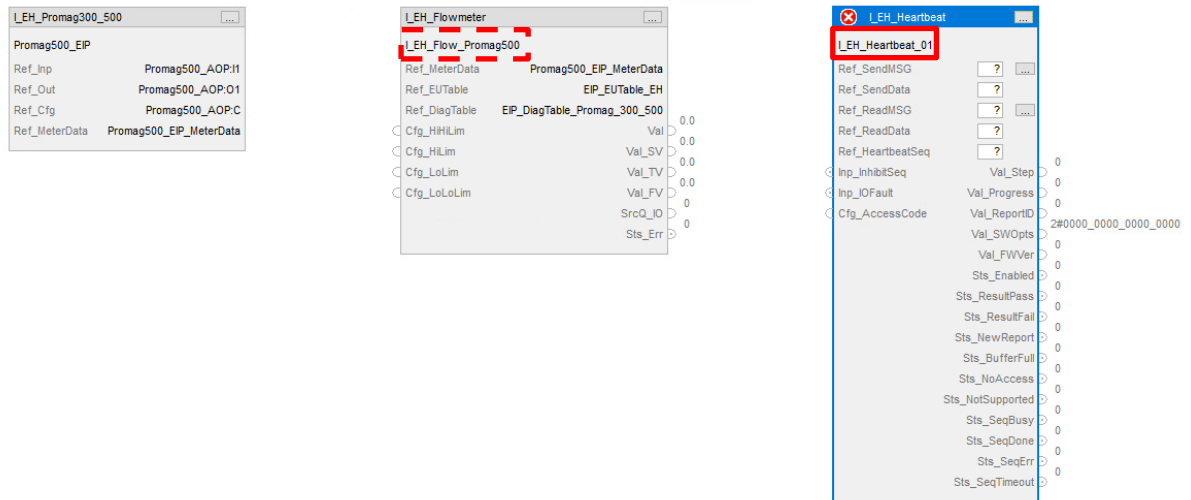 I_EH_Promag300_500 ...
Promag500_EIP
Ref_Inp Promag500_AOP:I1
Ref_Out Promag500_AOP:O1
Ref_Cfg Promag500_AOP:C
Ref_MeterData Promag500_EIP_MeterData
I_EH_Flowmeter ...
I_EH_Flow_Promag500
Ref_MeterData Promag500_EIP_MeterData
Ref_EUTable EIP_EUTable_EH
Ref_DiagTable EIP_DiagTable_Promag_300_500
0.0
Cfg_HiHiLim Val
0.0
Cfg_HiLim Val_SV
0.0
Cfg_LoLim Val_TV
0.0
Cfg_LoLoLim Val_FV
0
SrcQ_IO
0
Sts_Err
I_EH_Heartbeat ...
I_EH_Heartbeat_01
Ref_SendMSG ? ...
Ref_SendData ?
Ref_ReadMSG ? ...
Ref_ReadData ?
Ref_HeartbeatSeq ?
0
Inp_InhibitSeq Val_Step
0
Inp_IOFault Val_Progress
0
Cfg_AccessCode Val_ReportID
2#0000_0000_0000_0000
Val_SWOpts
0
Val_FWVer
0
Sts_Enabled
0
Sts_ResultPass
0
Sts_ResultFail
0
Sts_NewReport
0
Sts_BufferFull
0
Sts_NoAccess
0
Sts_NotSupported
0
Sts_SeqBusy
0
Sts_SeqDone
0
Sts_SeqErr
0
Sts_SeqTimeout